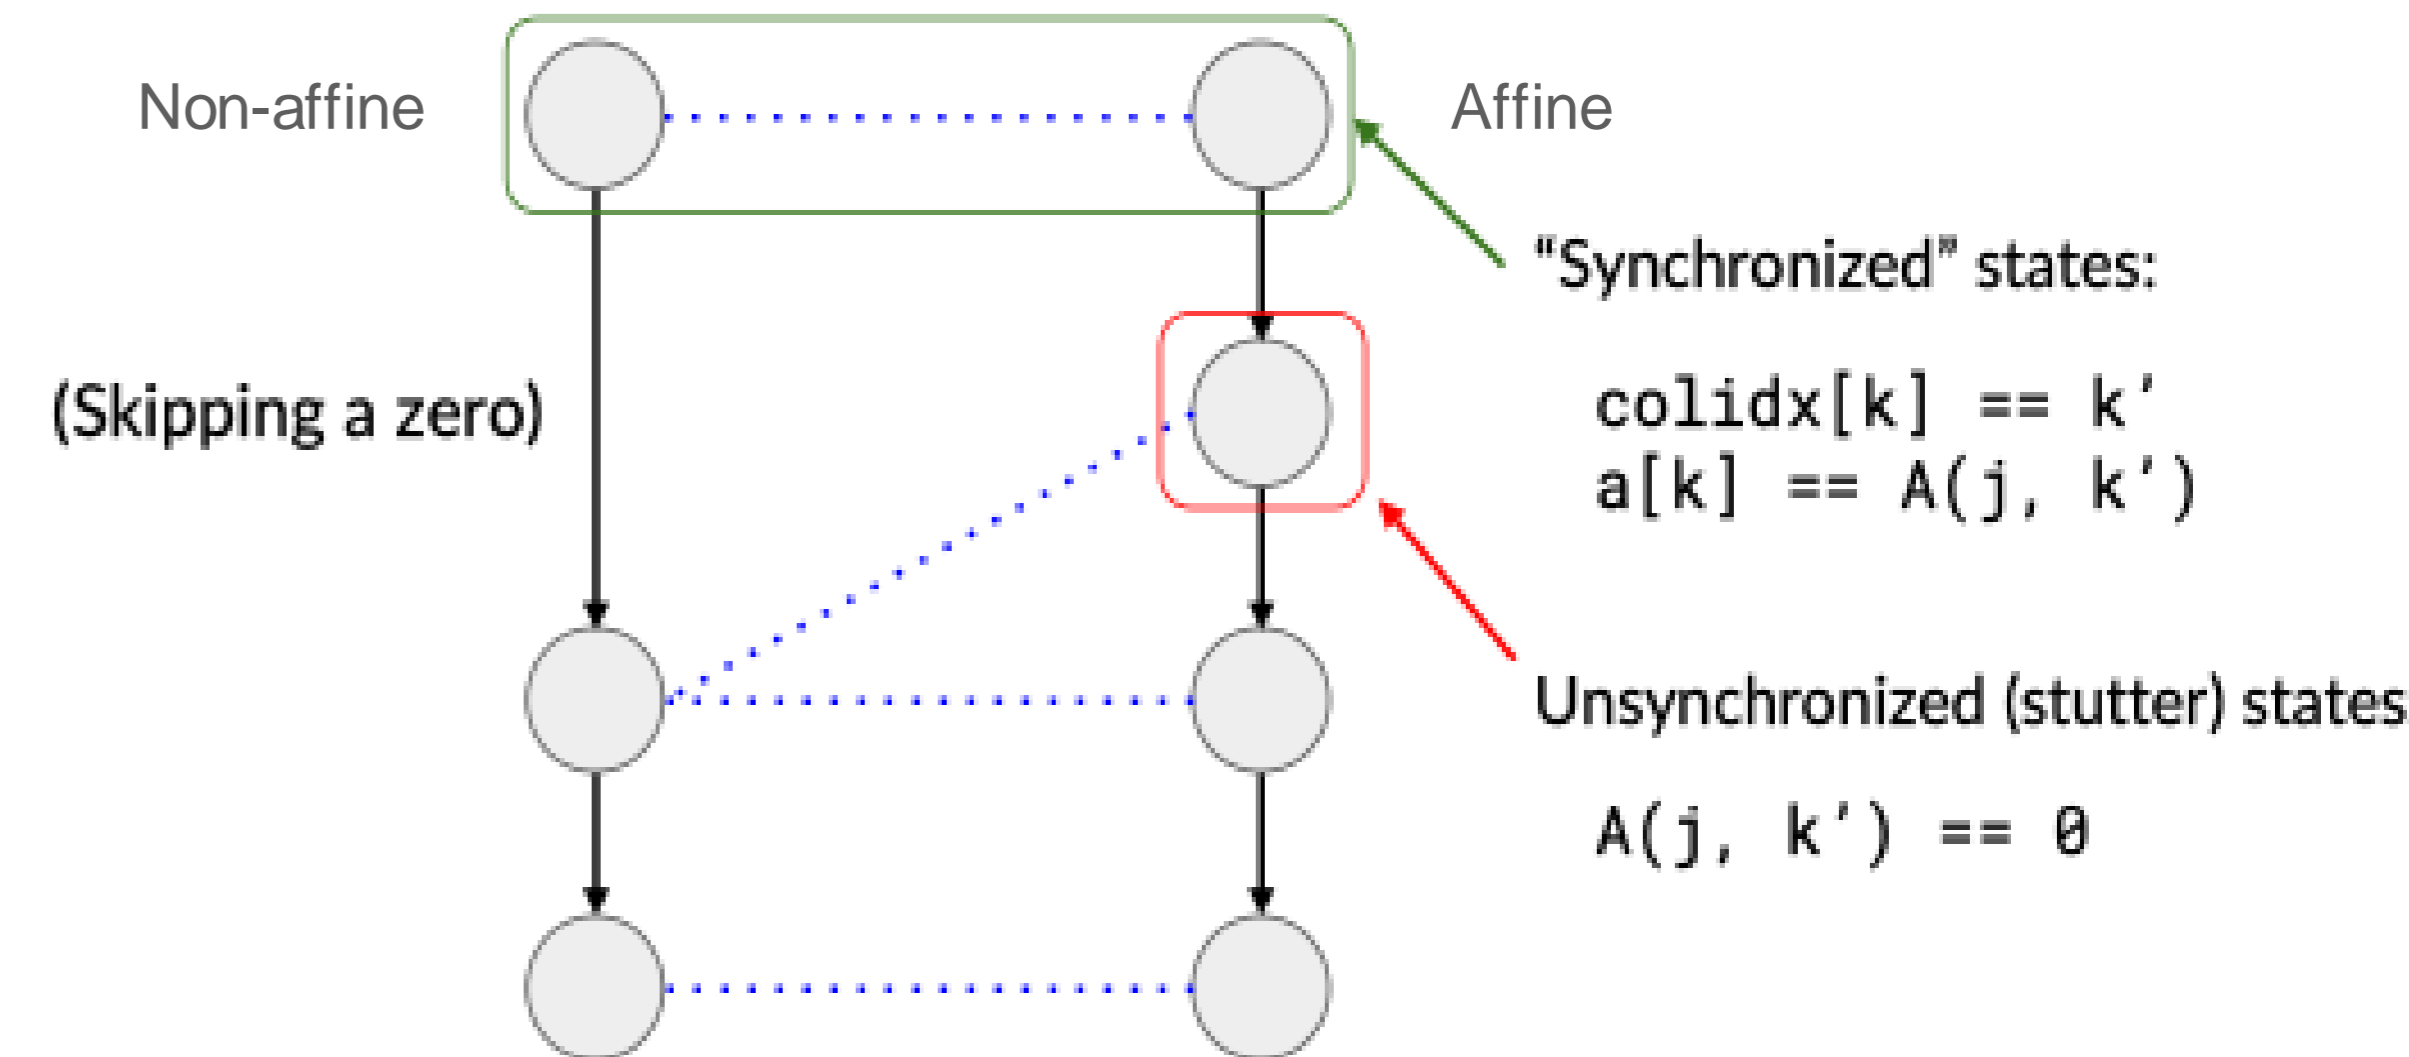 Non-affine
Affine
“Synchronized” states:
(Skipping a zero)
colidx[k] == k′
a[k] == A(j, k′)
Unsynchronized (stutter) states
A(j, k′) == 0